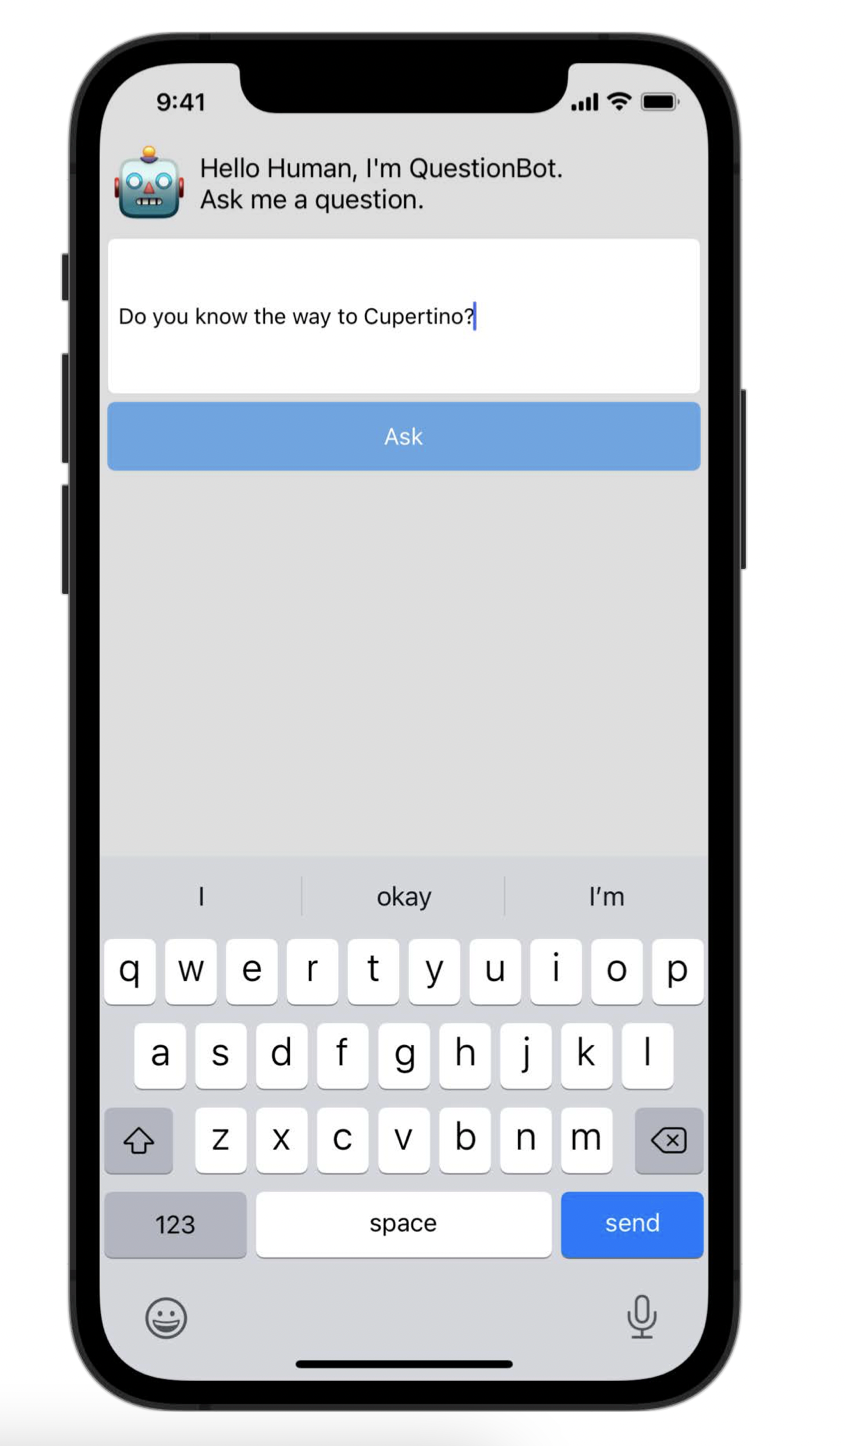 9:41
Hello Human, I'm QuestionBot.
Ask me a question.
Do you know the way to Cupertino?
Ask
I okay I’m
q w e r t y u i o p
a s d f g h j k l
z x c v b n m
123 space send